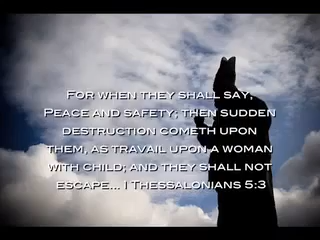 For when they shall say,
Peace and safety; then sudden
destruction cometh upon
them, as travail upon a woman
with child; and they shall not
escape... I Thessalonians 5:3